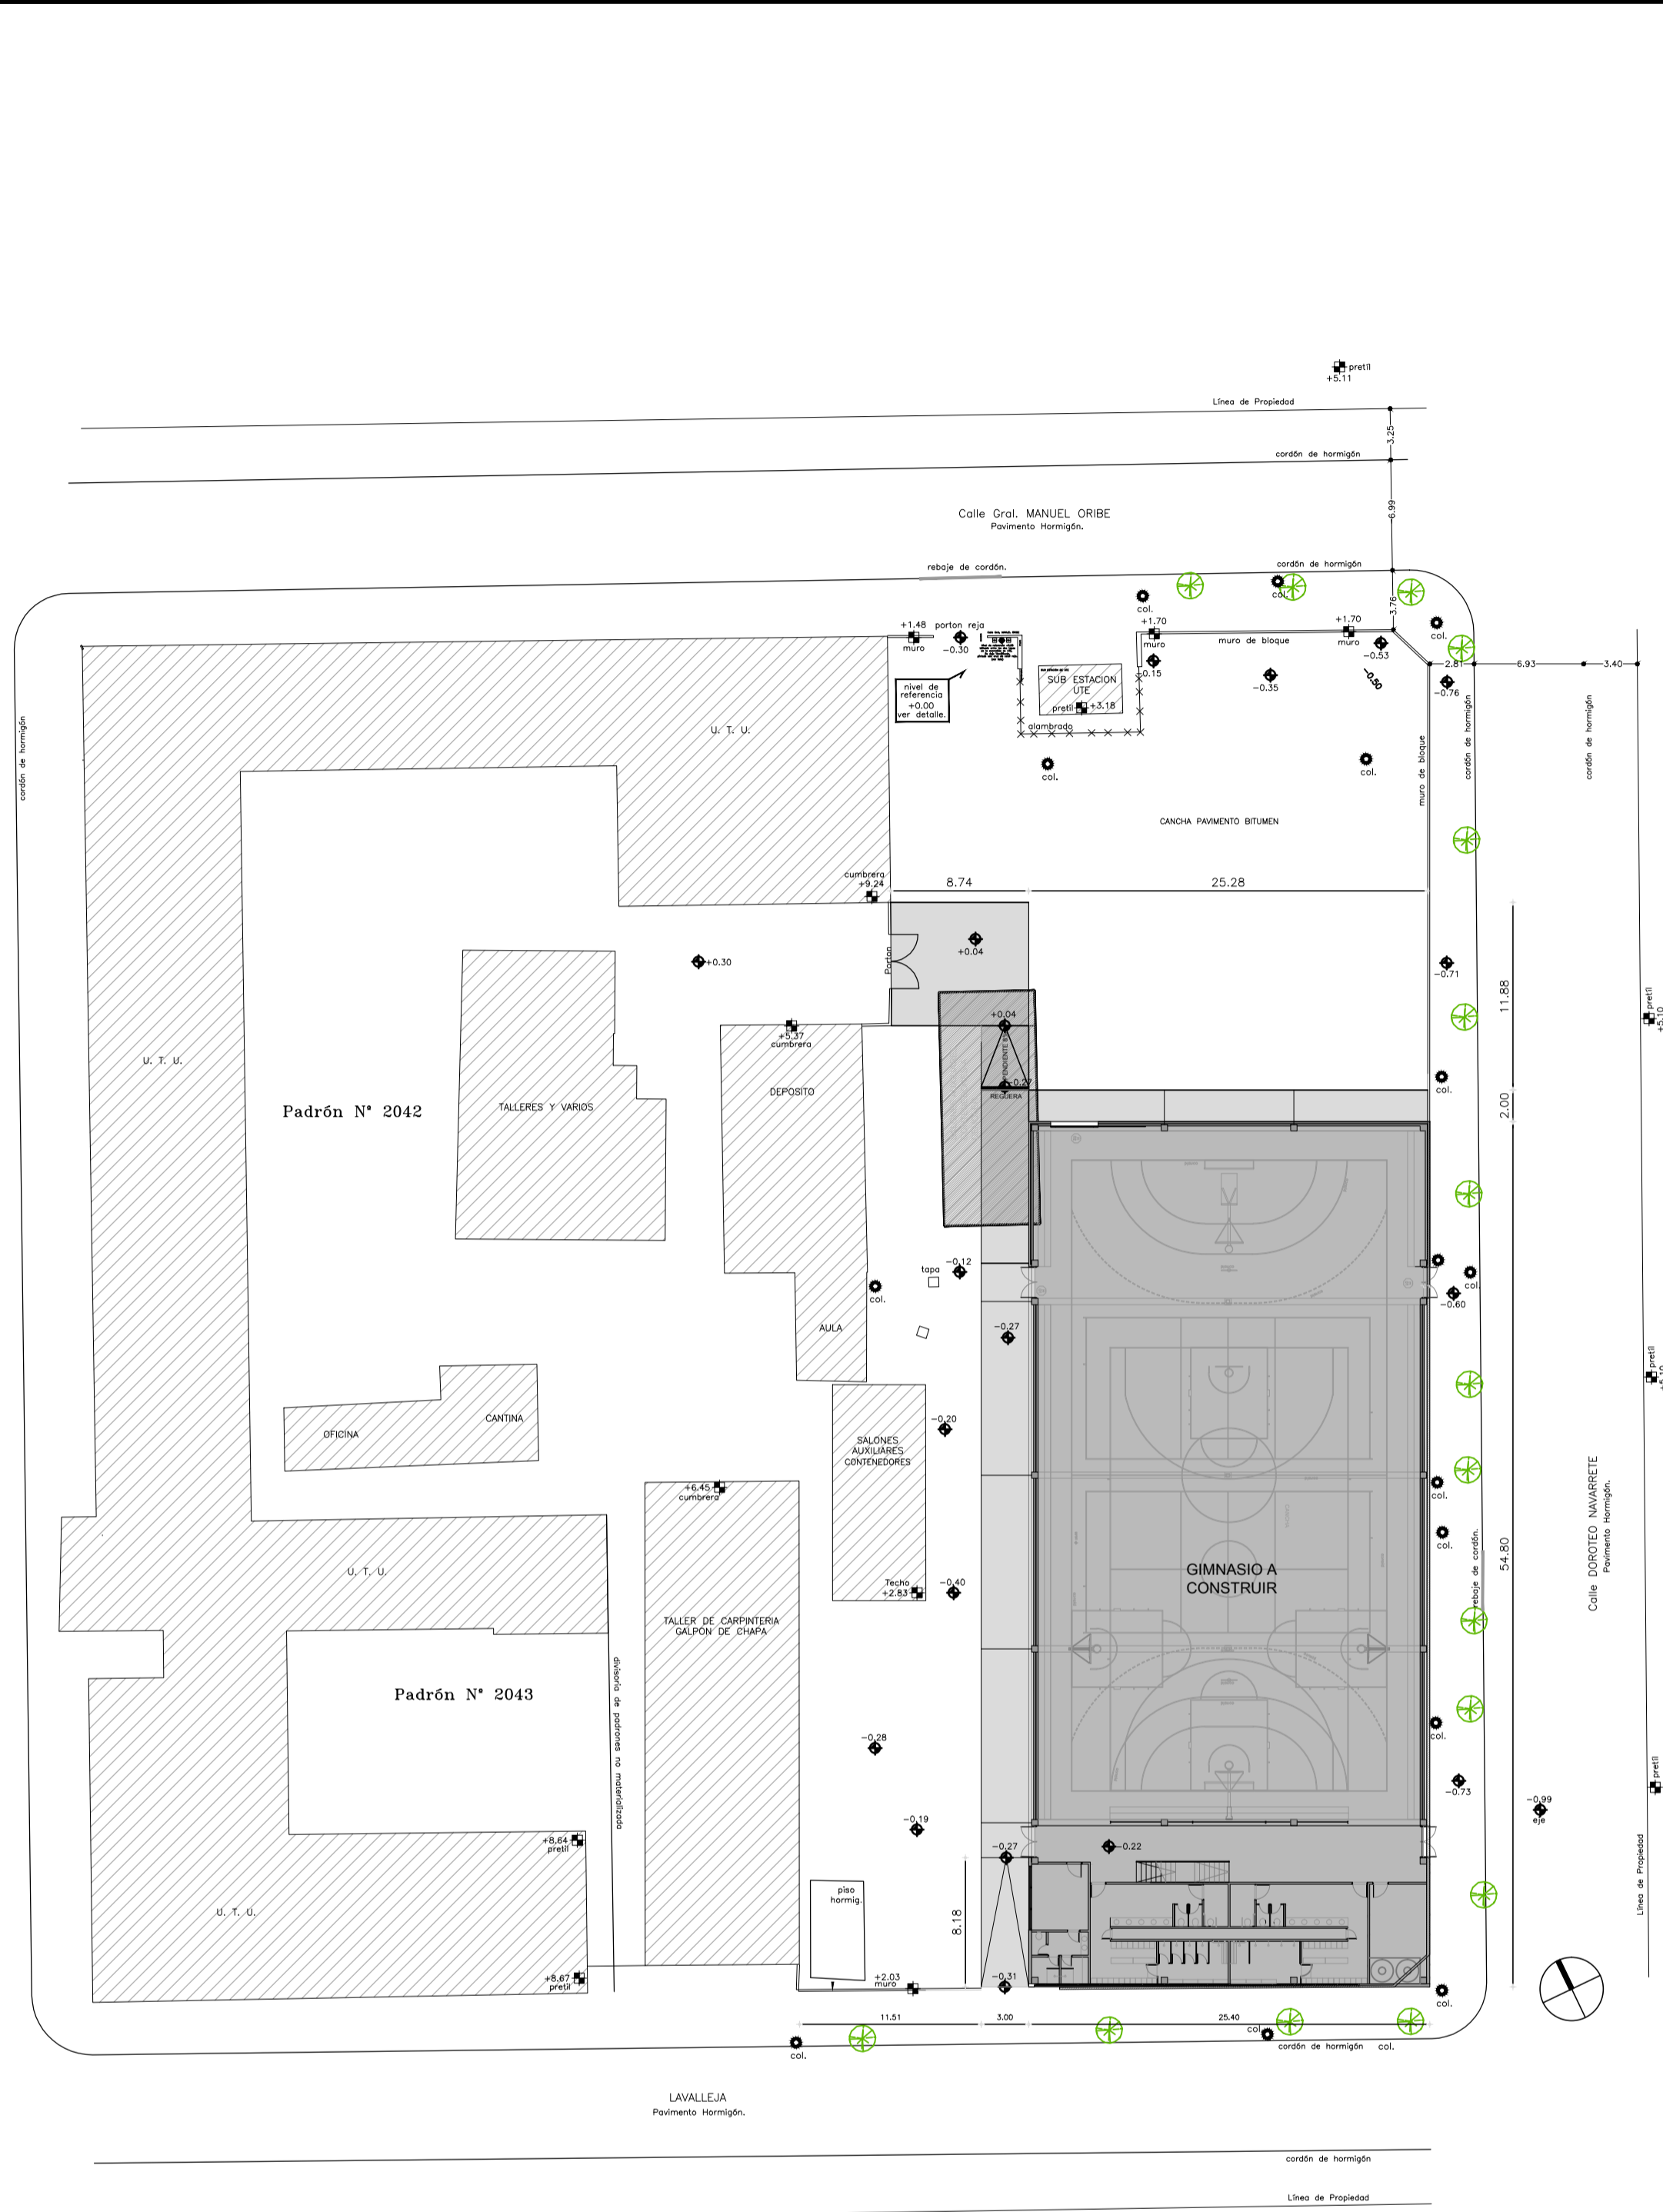 pretíl
+5.11
Línea de Propiedad
3.25
cordón de hormigón
6.99
Calle Gral. MANUEL ORIBE
Pavimento Hormigón.
rebaje de cordón.
cordón de hormigón
col.
col.
3.76
+1.48
muro
porton reja
-0.30
+1.70
muro
muro de bloque
+1.70
muro
-0.53
col.
-0.50
2.81
6.93
3.40
-0.15
-0.35
-0.76
nivel de
referencia
+0.00
ver detalle.
SUB ESTACION
UTE
pretil
+3.18
alambrado
col.
col.
muro de bloque
cordón de hormigón
cordón de hormigón
cordón de hormigón
U. T. U.
CANCHA PAVIMENTO BITUMEN
cumbrera
+9.24
8.74
25.28
Porton
+0.04
+0.30
-0.71
11.88
pretíl
+5.10
+0.04
PENDIENTE 8%
-0.27
REGUERA
+5.37
cumbrera
DEPOSITO
U. T. U.
Padrón N° 2042
TALLERES Y VARIOS
col.
2.00
tapa
-0.12
col.
col.
-0.60
AULA
-0.27
pretíl
+5.10
OFICINA
CANTINA
-0.20
SALONES
AUXILIARES
CONTENEDORES
+6.45
cumbrera
col.
col.
rebaje de cordón.
54.80
Calle DOROTEO NAVARRETE
Pavimento Hormigón.
U. T. U.
Techo
+2.83
-0.40
GIMNASIO A
CONSTRUIR
TALLER DE CARPINTERIA
GALPON DE CHAPA
divisoria de padrones no materializada
Padrón N° 2043
-0.28
col.
-0.73
pretíl
-0.99
eje
-0.19
+8.64
pretil
-0.27
-0.22
Línea de Propiedad
piso
hormig.
U. T. U.
8.18
+8.67
pretil
+2.03
muro
-0.31
col.
11.51
3.00
25.40
col.
col.
cordón de hormigón
col.
LAVALLEJA
Pavimento Hormigón.
cordón de hormigón
Línea de Propiedad